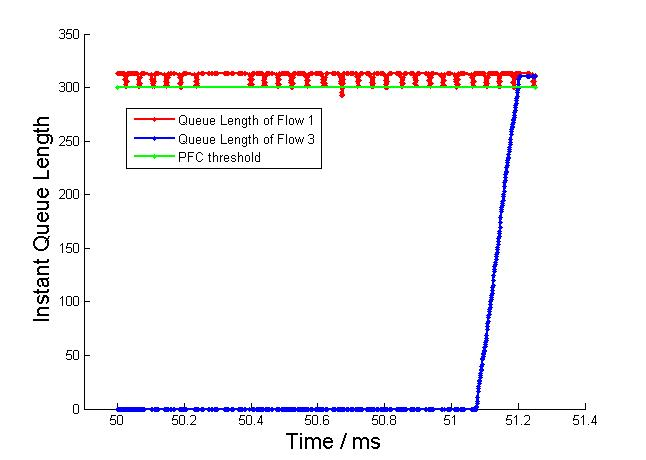 350
300
250
200
150
100
50
0
Instant Queue Length
Queue Length of Flow 1
Queue Length of Flow 3
PFC threshold
50 50.2 50.4 50.6 50.8 51 51.2 51.4
Time / ms